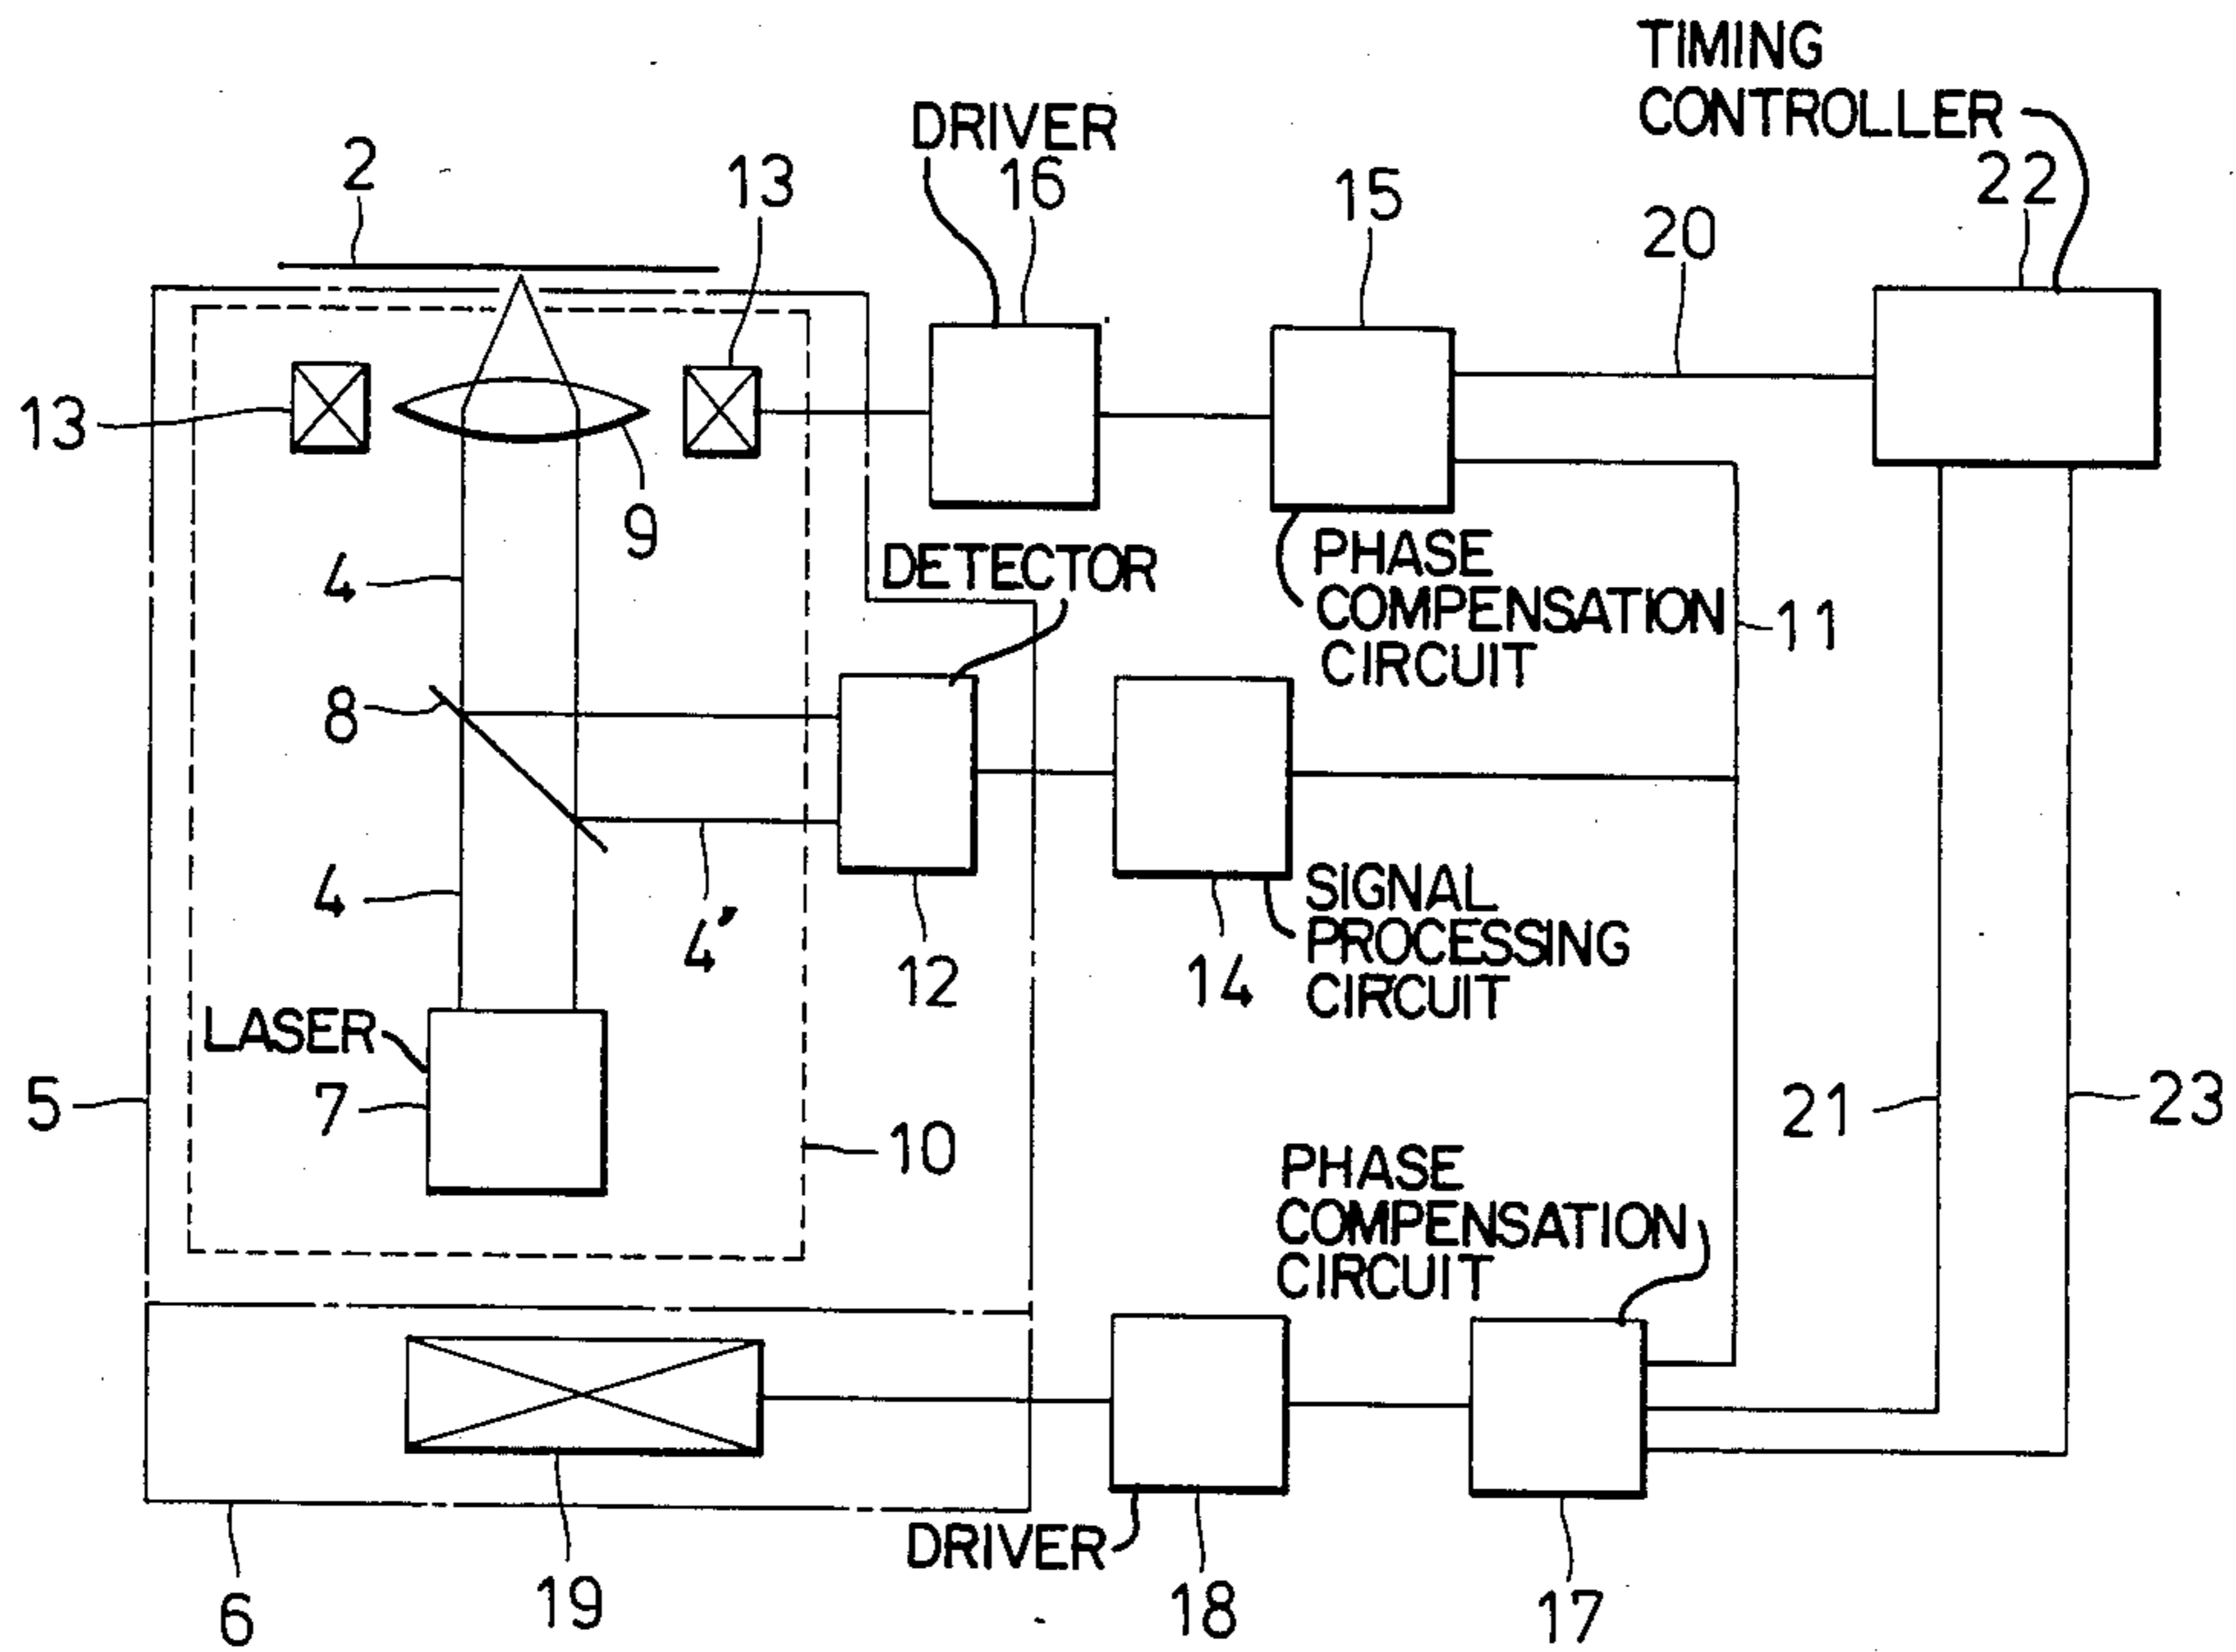 TIMING
CONTROLLER
22
DRIVER
16
2
13
15
20
13
9
DETECTOR
PHASE
COMPENSATION
CIRCUIT
11
4
8
4
4'
12
14
SIGNAL
PROCESSING
CIRCUIT
LASER
7
5
10
21
23
PHASE
COMPENSATION
CIRCUIT
DRIVER
18
17
19
6